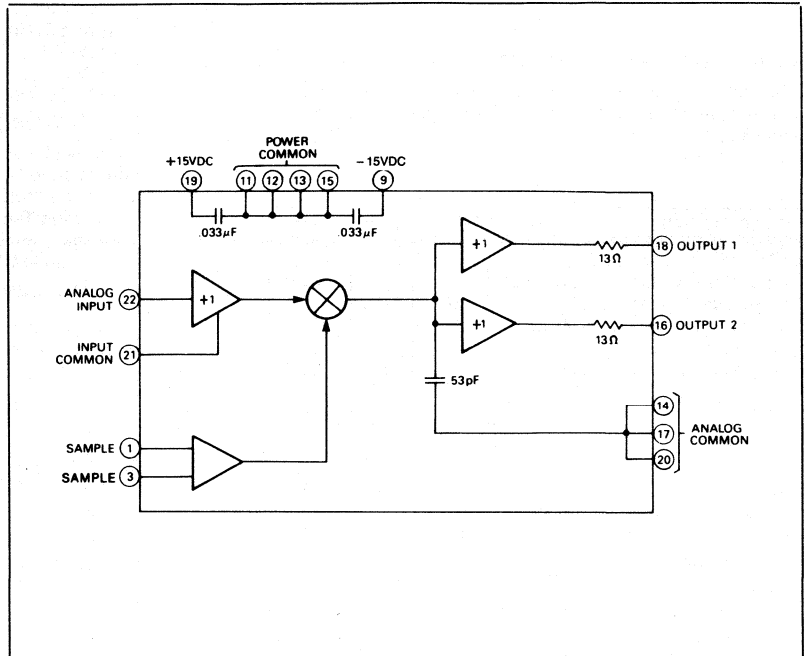 POWER
COMMON
+15VDC
-15VDC
19
11
12
13
15
9
.033µF
.033µF
+1
18
OUTPUT 1
13Ω
ANALOG
INPUT
22
+1
+1
16
OUTPUT 2
13Ω
INPUT
COMMON
21
53pF
14
17
20
ANALOG
COMMON
SAMPLE
1
SAMPLE
3